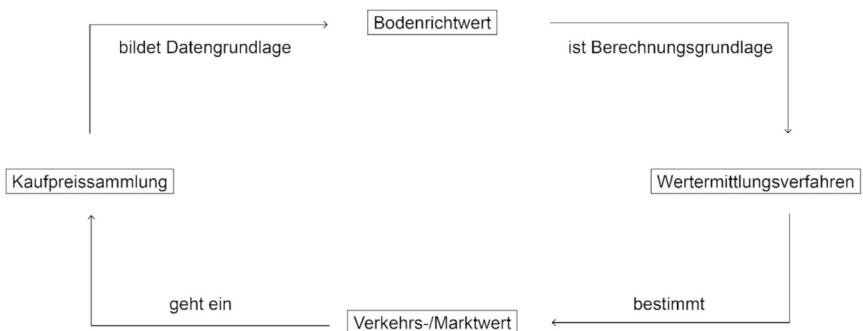 Bodenrichtwert
bildet Datengrundlage
ist Berechnungsgrundlage
Kaufpreissammlung
Wertermittlungsverfahren
geht ein
bestimmt
Verkehrs-/Marktwert